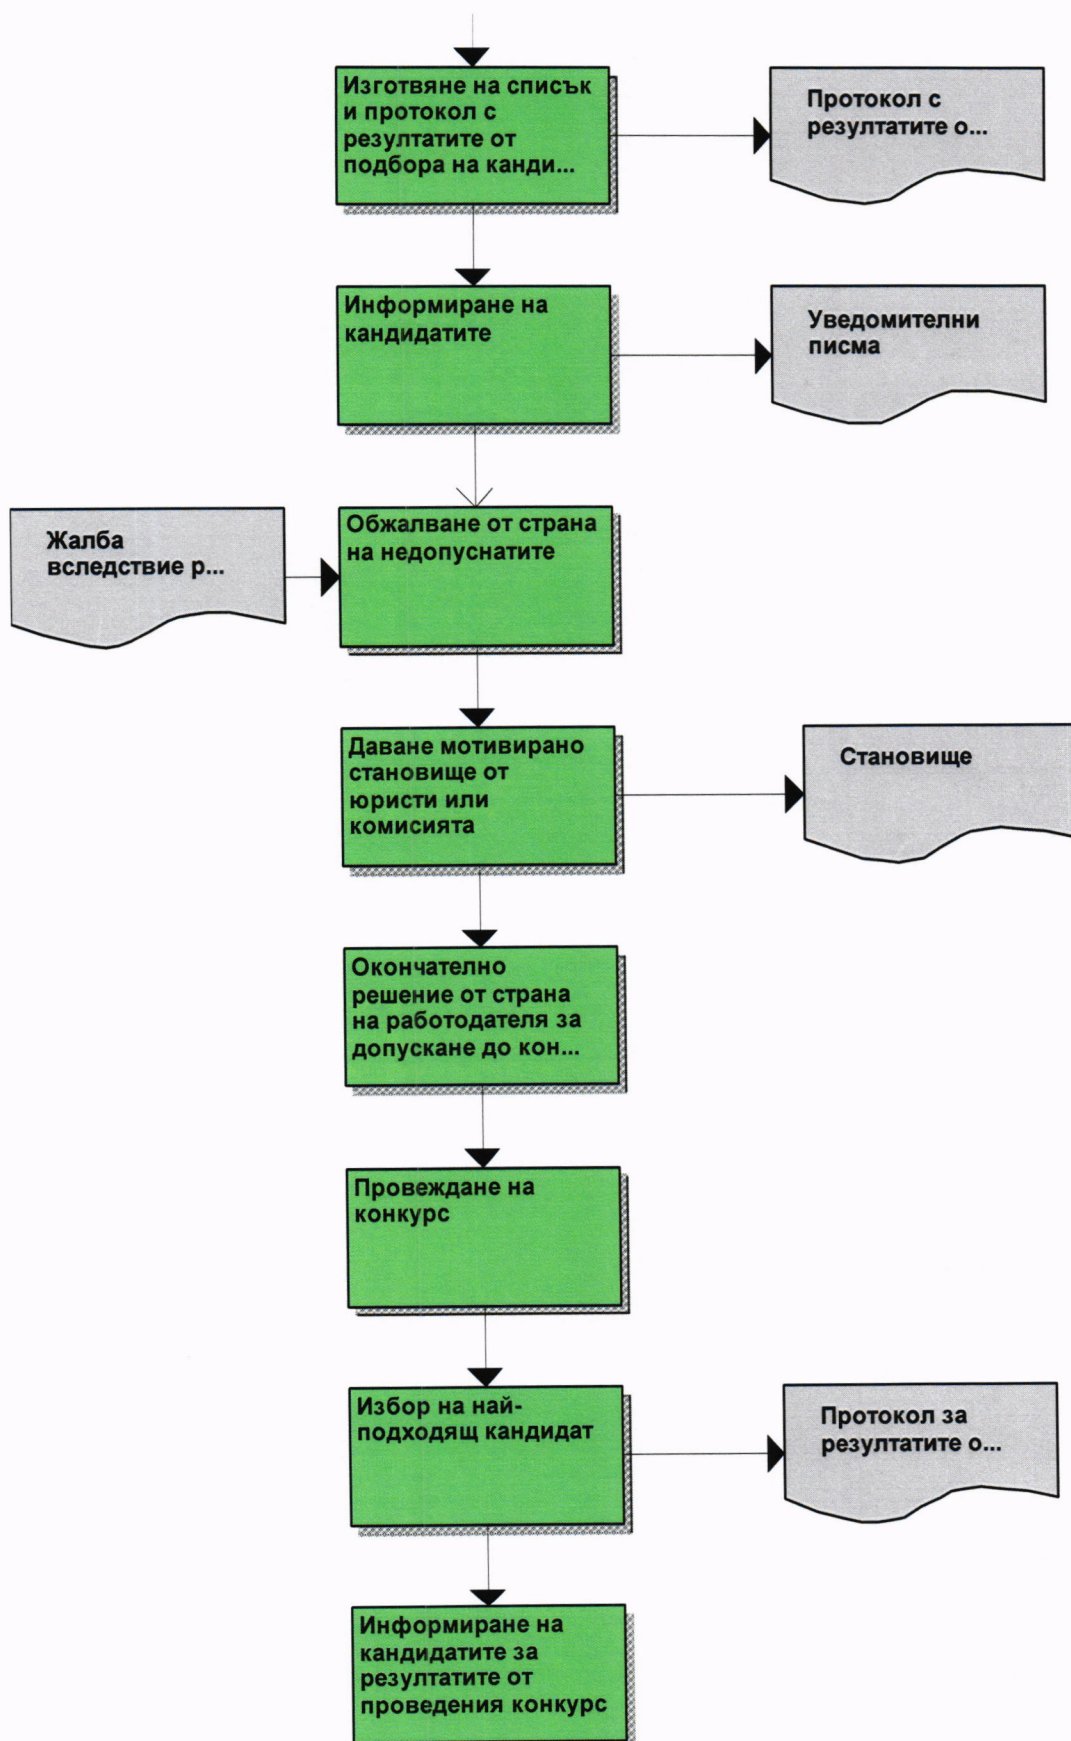 Изготвяне на списък
и протокол с
резултатите от
подбора на канди...
Протокол с
резултатите о...
Информиране на
кандидатите
Уведомителни
писма
Жалба
вследствие р...
Обжалване от страна
на недопуснатите
Даване мотивирано
становище от
юристи или
комисията
Становище
Окончателно
решение от страна
на работодателя за
допускане до кон...
Провеждане на
конкурс
Избор на най-
подходящ кандидат
Протокол за
резултатите о...
Информиране на
кандидатите за
резултатите от
проведения конкурс